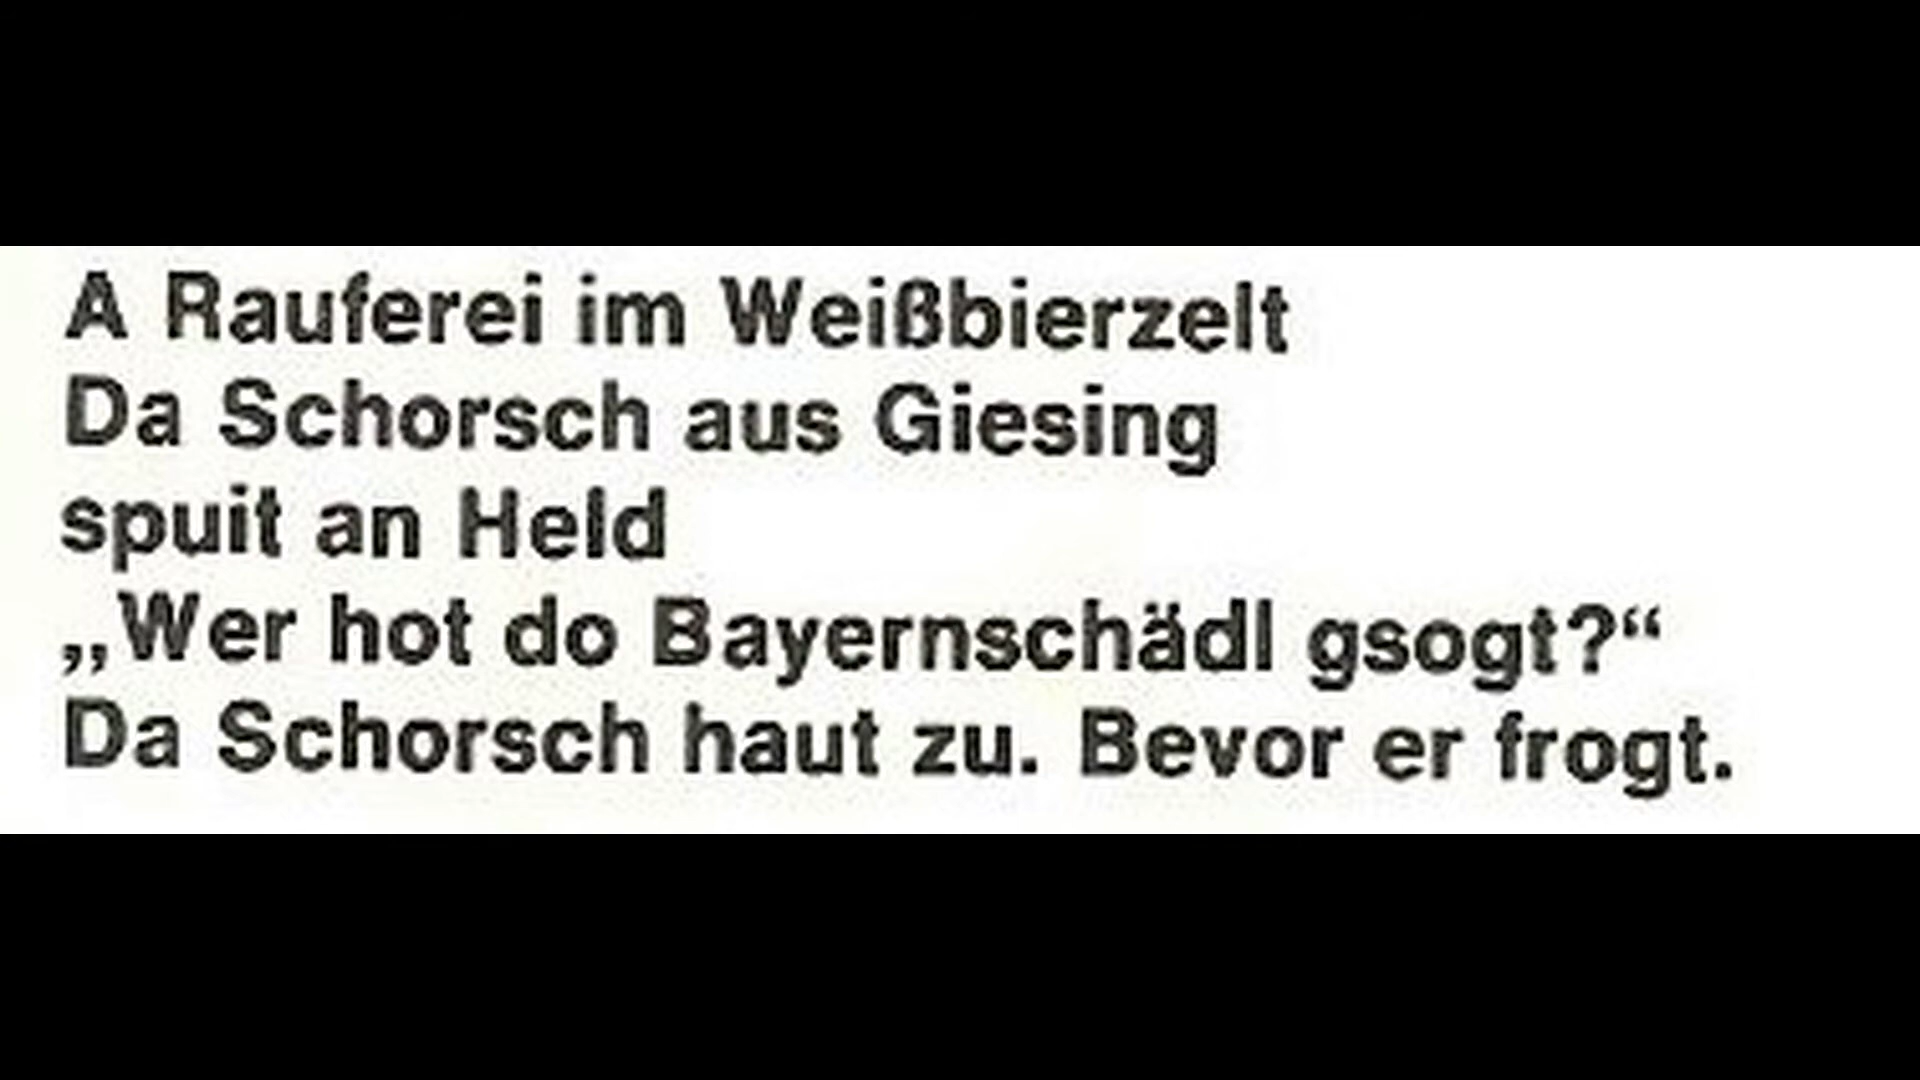 A Rauferei im Weißbierzelt
Da Schorsch aus Giesing
spuit an Held
„Wer hot do Bayernschädl gsogt?“
Da Schorsch haut zu. Bevor er frogt.